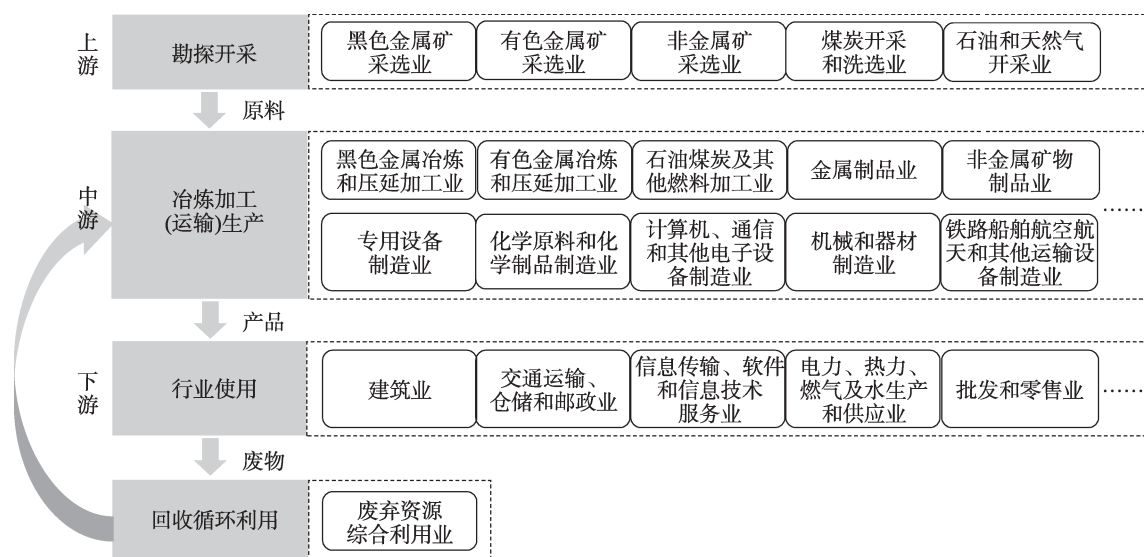 上
游
勘探开采
黑色金属矿
采选业
有色金属矿
采选业
非金属矿
采选业
煤炭开采
和洗选业
石油和天然气
开采业
原料
中
游
冶炼加工
(运输)生产
黑色金属冶炼
和压延加工业
有色金属冶炼
和压延加工业
石油煤炭及其
他燃料加工业
金属制品业
非金属矿物
制品业
专用设备
制造业
化学原料和化
学制品制造业
计算机、通信
和其他电子设
备制造业
机械和器材
制造业
铁路船舶航空航
天和其他运输设
备制造业
……
产品
下
游
行业使用
建筑业
交通运输、
仓储和邮政业
信息传输、软件
和信息技术
服务业
电力、热力、
燃气及水生产
和供应业
批发和零售业
……
废物
回收循环利用
废弃资源
综合利用业